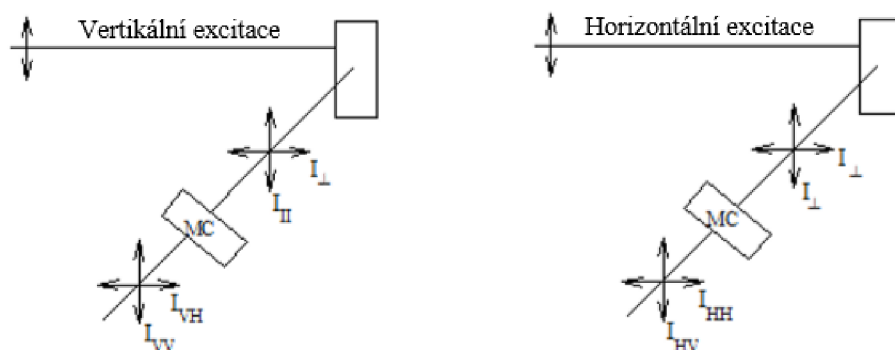 Vertikální excitace
I⊥
I||
MC
I_VH
I_VV
Horizontální excitace
I⊥
I⊥
MC
I_HH
I_HV